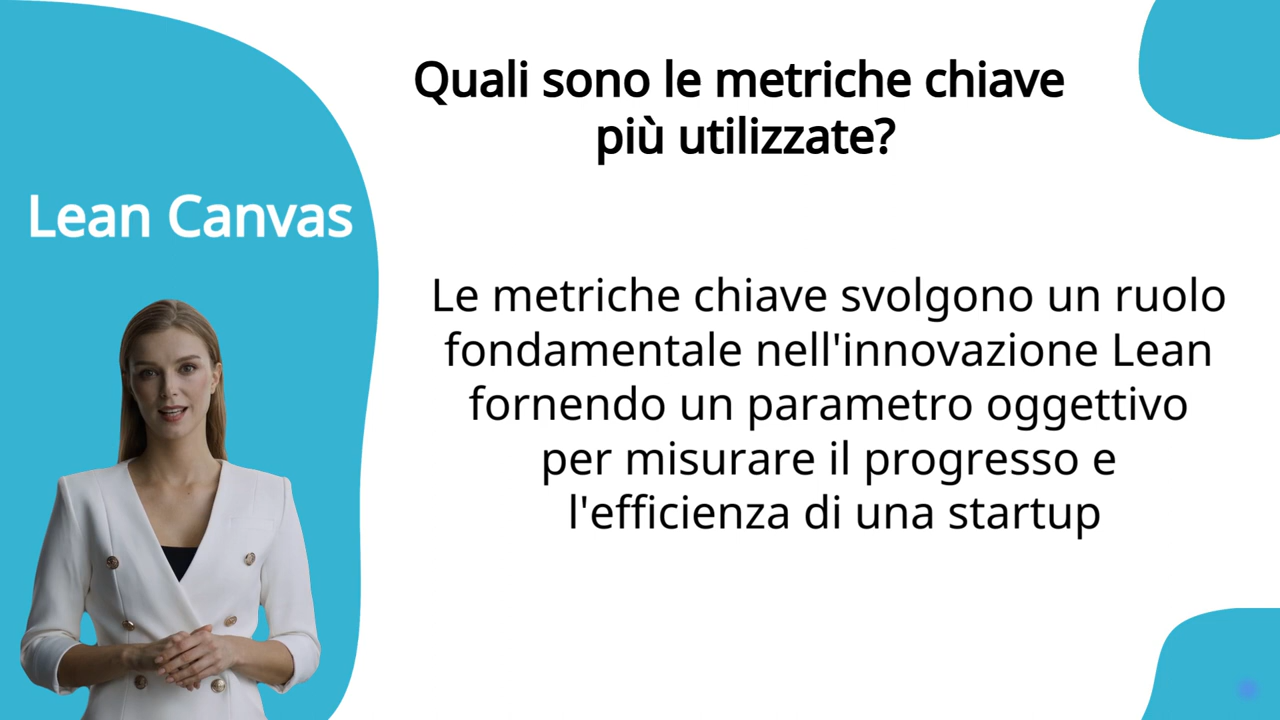 Quali sono le metriche chiave
più utilizzate?
Lean Canvas
Le metriche chiave svolgono un ruolo
fondamentale nell'innovazione Lean
fornendo un parametro oggettivo
per misurare il progresso e
l'efficienza di una startup